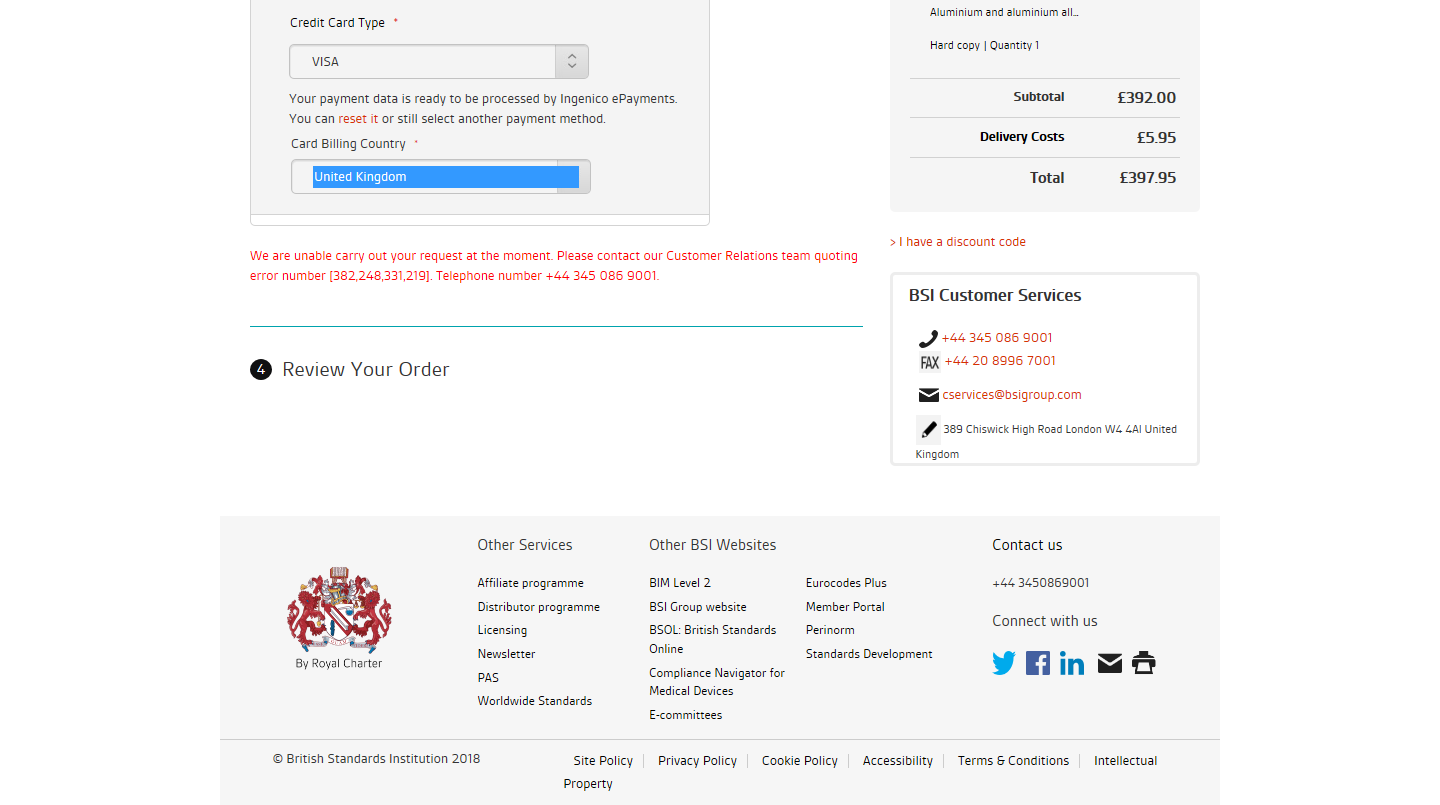 Credit Card Type *
VISA
Your payment data is ready to be processed by Ingenico ePayments.
You can reset it or still select another payment method.
Card Billing Country *
United Kingdom
We are unable carry out your request at the moment. Please contact our Customer Relations team quoting
error number [382,248,331,219]. Telephone number +44 345 086 9001.
4 Review Your Order
Aluminium and aluminium all...
Hard copy | Quantity 1
Subtotal £392.00
Delivery Costs £5.95
Total £397.95
> I have a discount code
BSI Customer Services
+44 345 086 9001
FAX +44 20 8996 7001
cservices@bsigroup.com
389 Chiswick High Road London W4 4Al United
Kingdom
By Royal Charter
Other Services
Affiliate programme
Distributor programme
Licensing
Newsletter
PAS
Worldwide Standards
Other BSI Websites
BIM Level 2
BSI Group website
BSOL: British Standards
Online
Compliance Navigator for
Medical Devices
E-committees
Eurocodes Plus
Member Portal
Perinorm
Standards Development
Contact us
+44 3450869001
Connect with us
© British Standards Institution 2018
Site Policy | Privacy Policy | Cookie Policy | Accessibility | Terms & Conditions | Intellectual
Property